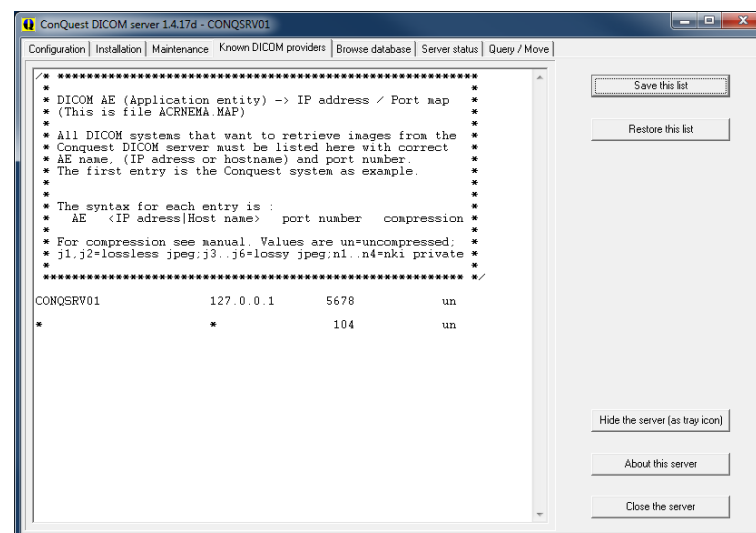 ConQuest DICOM server 1.4.17d - CONQSRV01
Configuration Installation Maintenance Known DICOM providers Browse database Server status Query / Move
/* **********************************************************
*                                                          *
* DICOM AE (Application entity) -> IP address / Port map   *
* (This is file ACRNEMA.MAP)                               *
*                                                          *
* All DICOM systems that want to retrieve images from the  *
* Conquest DICOM server must be listed here with correct   *
* AE name, (IP adress or hostname) and port number.        *
* The first entry is the Conquest system as example.       *
*                                                          *
*                                                          *
* The syntax for each entry is :                           *
*   AE   <IP adress|Host name>   port number   compression *
*                                                          *
* For compression see manual. Values are un=uncompressed;  *
* j1,j2=lossless jpeg;j3..j6=lossy jpeg;n1..n4=nki private *
*                                                          *
********************************************************** */
CONQSRV01 127.0.0.1 5678 un
* * 104 un
Save this list
Restore this list
Hide the server (as tray icon)
About this server
Close the server